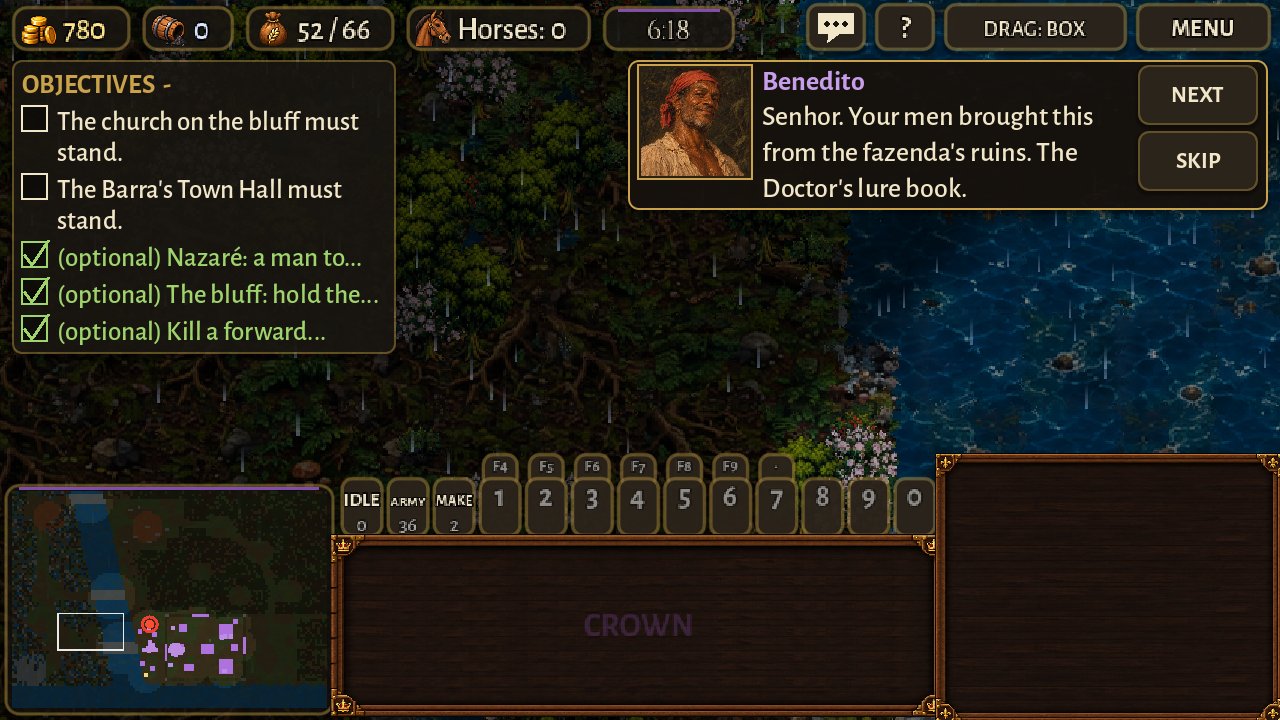 780
0
52 / 66
Horses: 0
6:18
?
DRAG: BOX
MENU
OBJECTIVES -
The church on the bluff must
stand.
The Barra's Town Hall must
stand.
(optional) Nazaré: a man to...
(optional) The bluff: hold the...
(optional) Kill a forward...
Benedito
Senhor. Your men brought this
from the fazenda's ruins. The
Doctor's lure book.
NEXT
SKIP
F4 F5 F6 F7 F8 F9 .
IDLE ARMY MAKE 1 2 3 4 5 6 7 8 9 0
0 36 2
CROWN